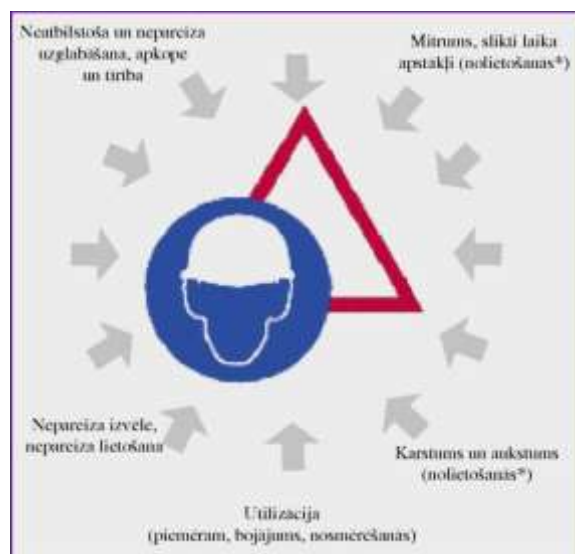 Neatbilstoša un nepareiza
uzglabāšana, apkope
un tīrība
Mitrums, slikti laika
apstākļi (nolietošanās*)
Nepareiza izvēle,
nepareiza lietošana
Karstums un aukstums
(nolietošanās*)
Utilizācija
(piemēram, bojājums, nosmērēšanās)